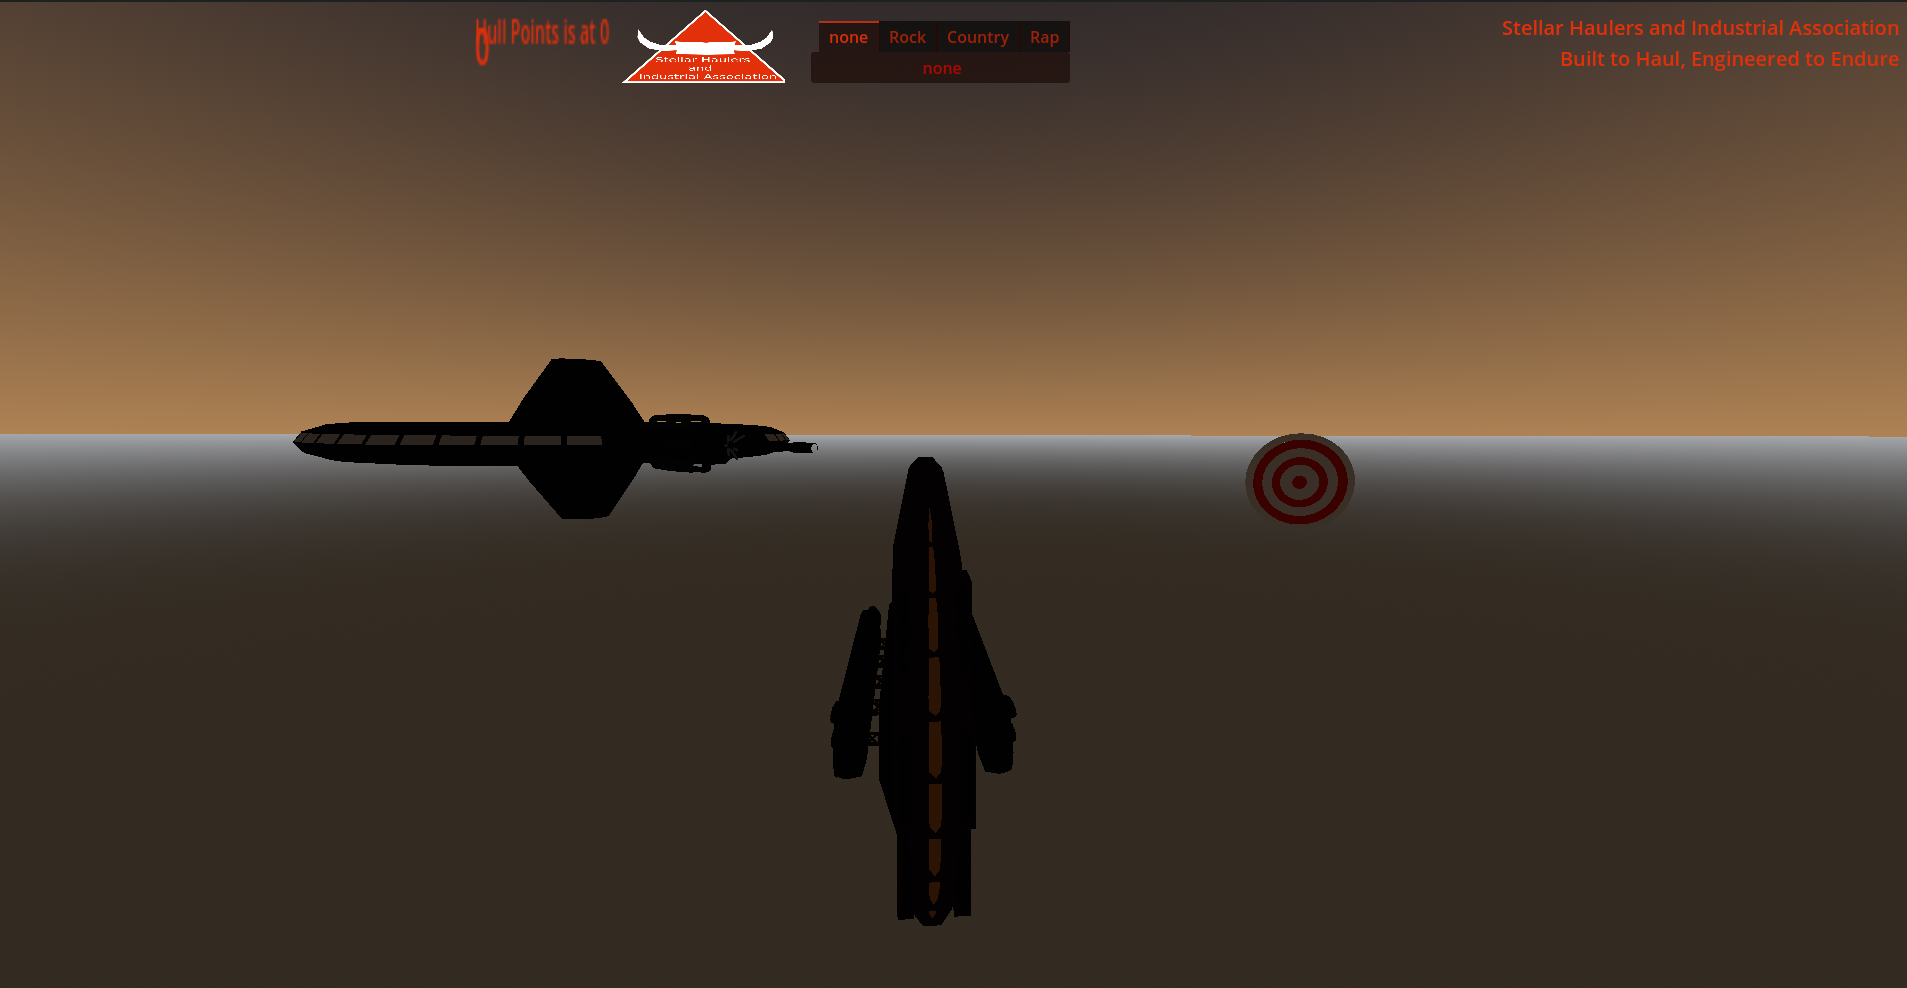 Hull Points is at 0
0
Stellar Haulers
and
Industrial Association
none Rock Country Rap
none
Stellar Haulers and Industrial Association
Built to Haul, Engineered to Endure